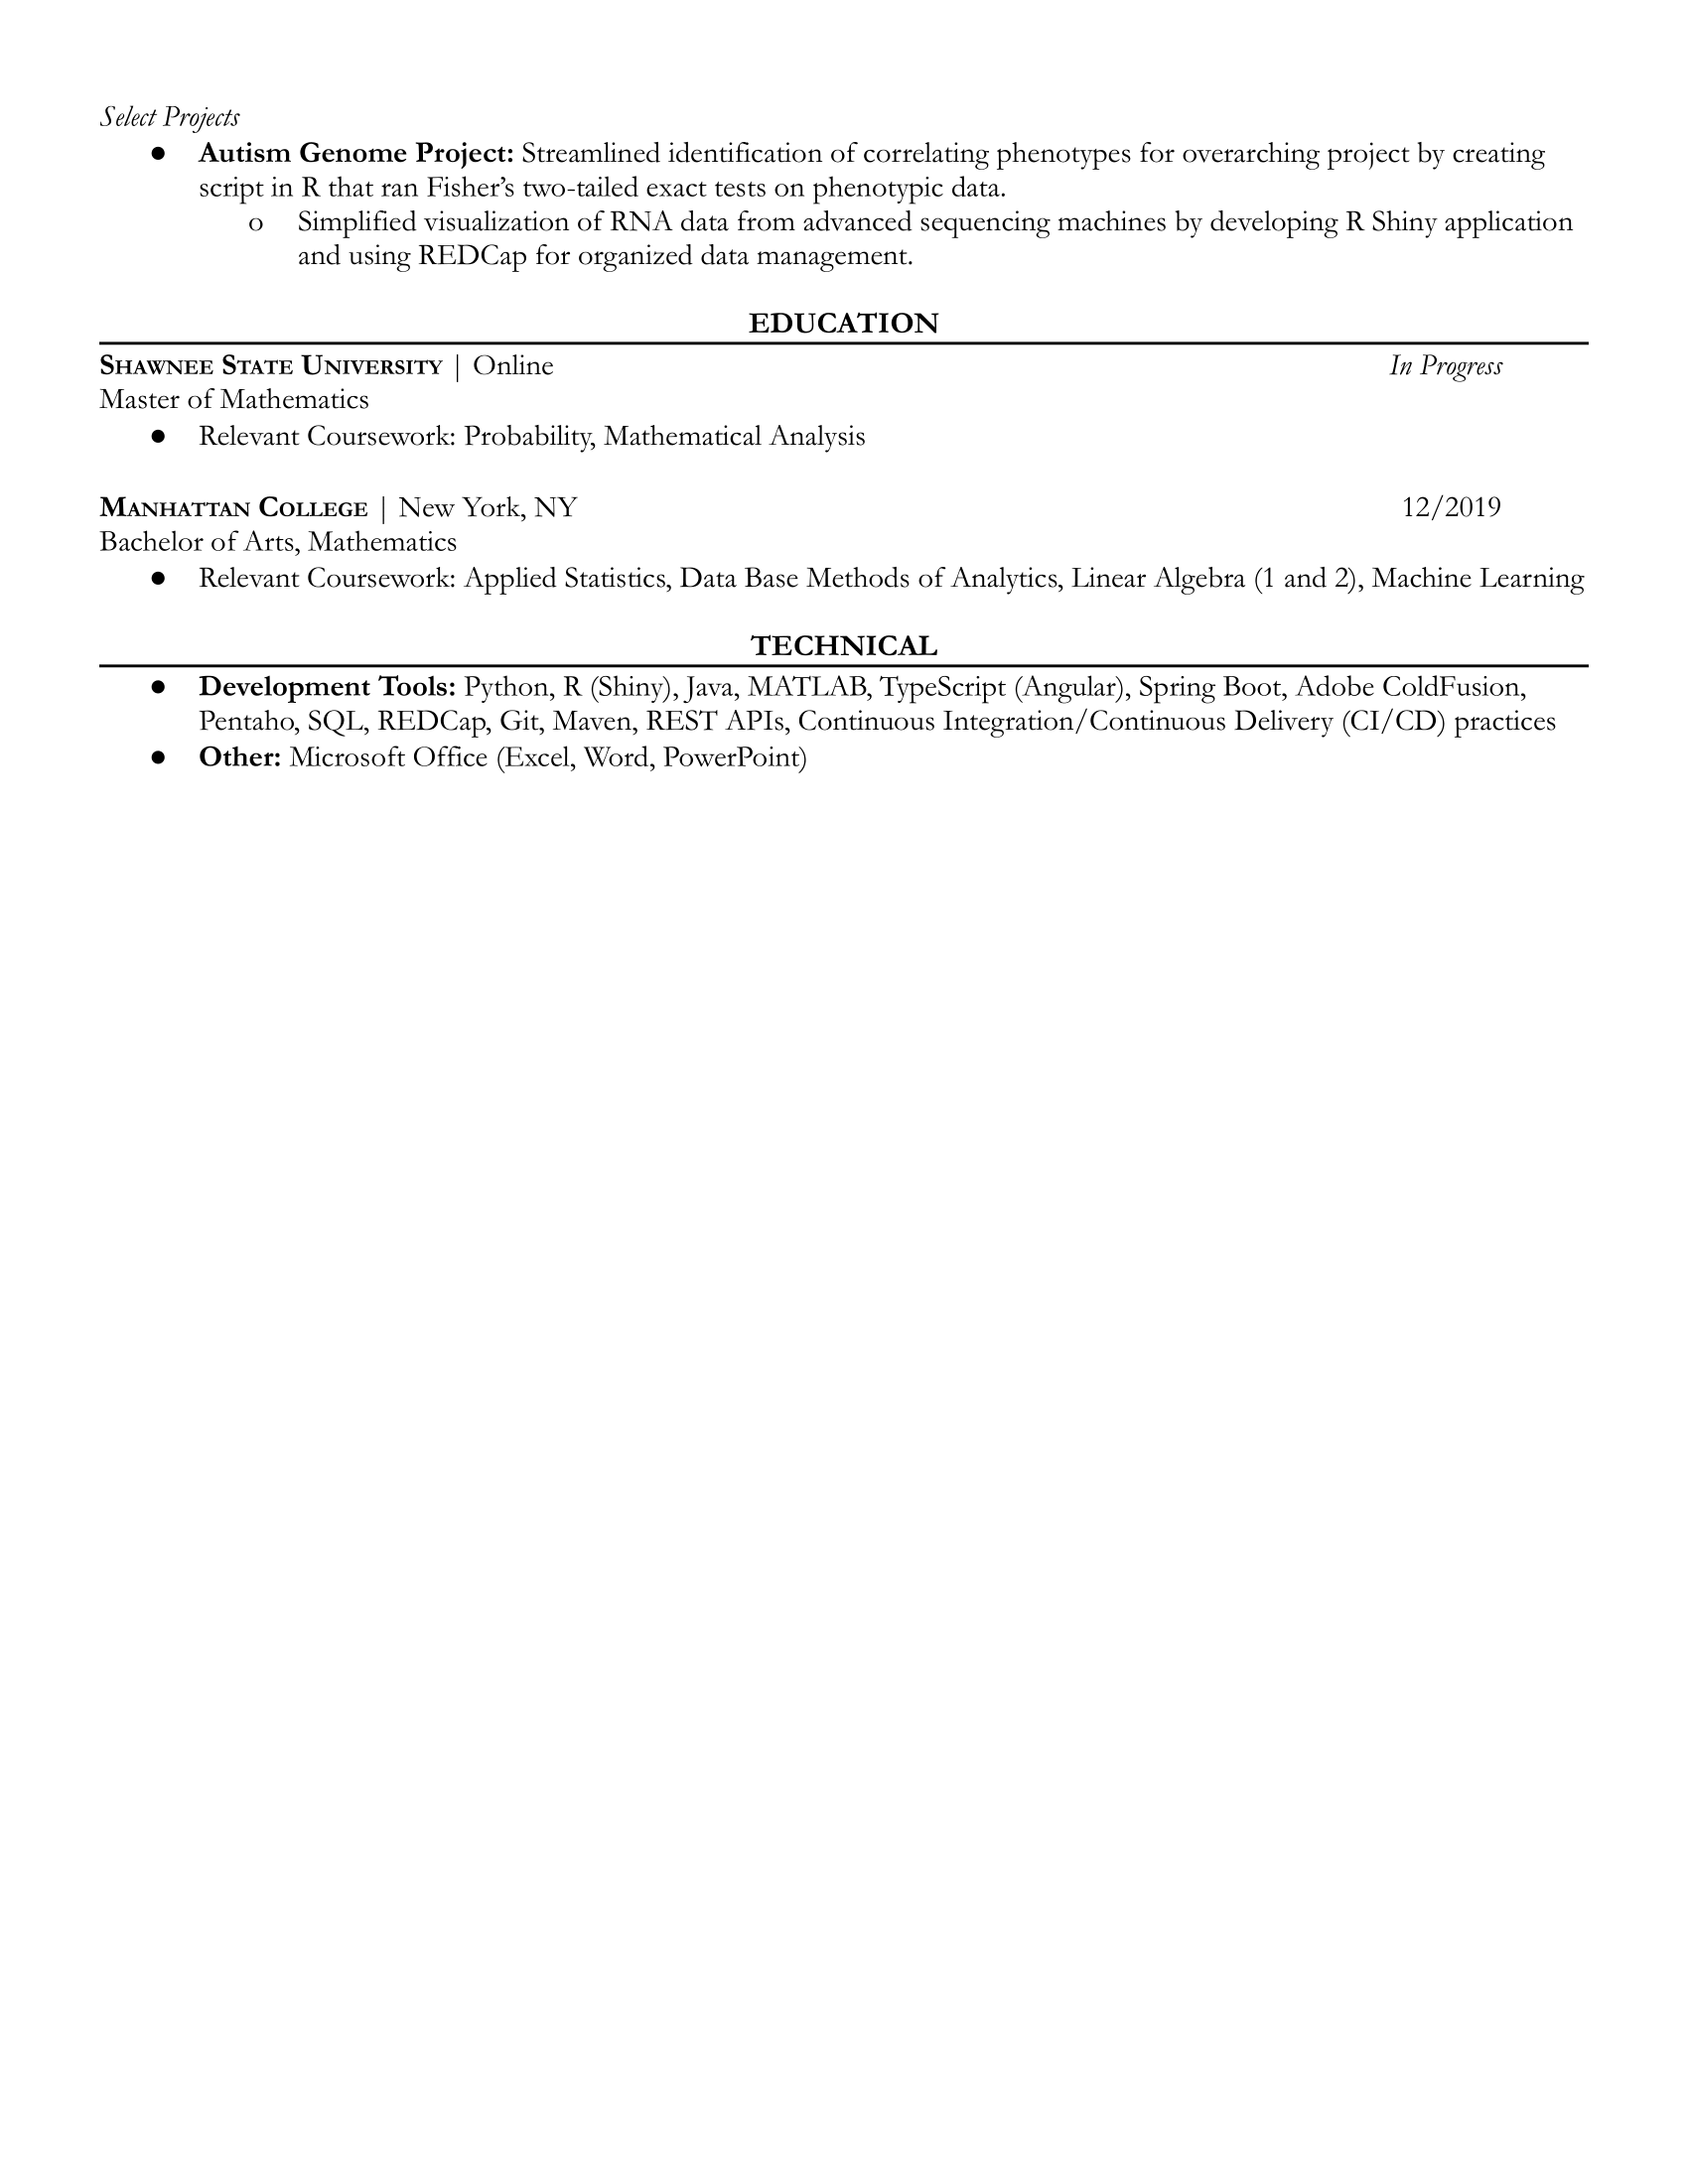 Select Projects
● Autism Genome Project: Streamlined identification of correlating phenotypes for overarching project by creating
script in R that ran Fisher’s two-tailed exact tests on phenotypic data.
o Simplified visualization of RNA data from advanced sequencing machines by developing R Shiny application
and using REDCap for organized data management.
EDUCATION
Shawnee State University | Online In Progress
Master of Mathematics
● Relevant Coursework: Probability, Mathematical Analysis
Manhattan College | New York, NY 12/2019
Bachelor of Arts, Mathematics
● Relevant Coursework: Applied Statistics, Data Base Methods of Analytics, Linear Algebra (1 and 2), Machine Learning
TECHNICAL
● Development Tools: Python, R (Shiny), Java, MATLAB, TypeScript (Angular), Spring Boot, Adobe ColdFusion,
Pentaho, SQL, REDCap, Git, Maven, REST APIs, Continuous Integration/Continuous Delivery (CI/CD) practices
● Other: Microsoft Office (Excel, Word, PowerPoint)